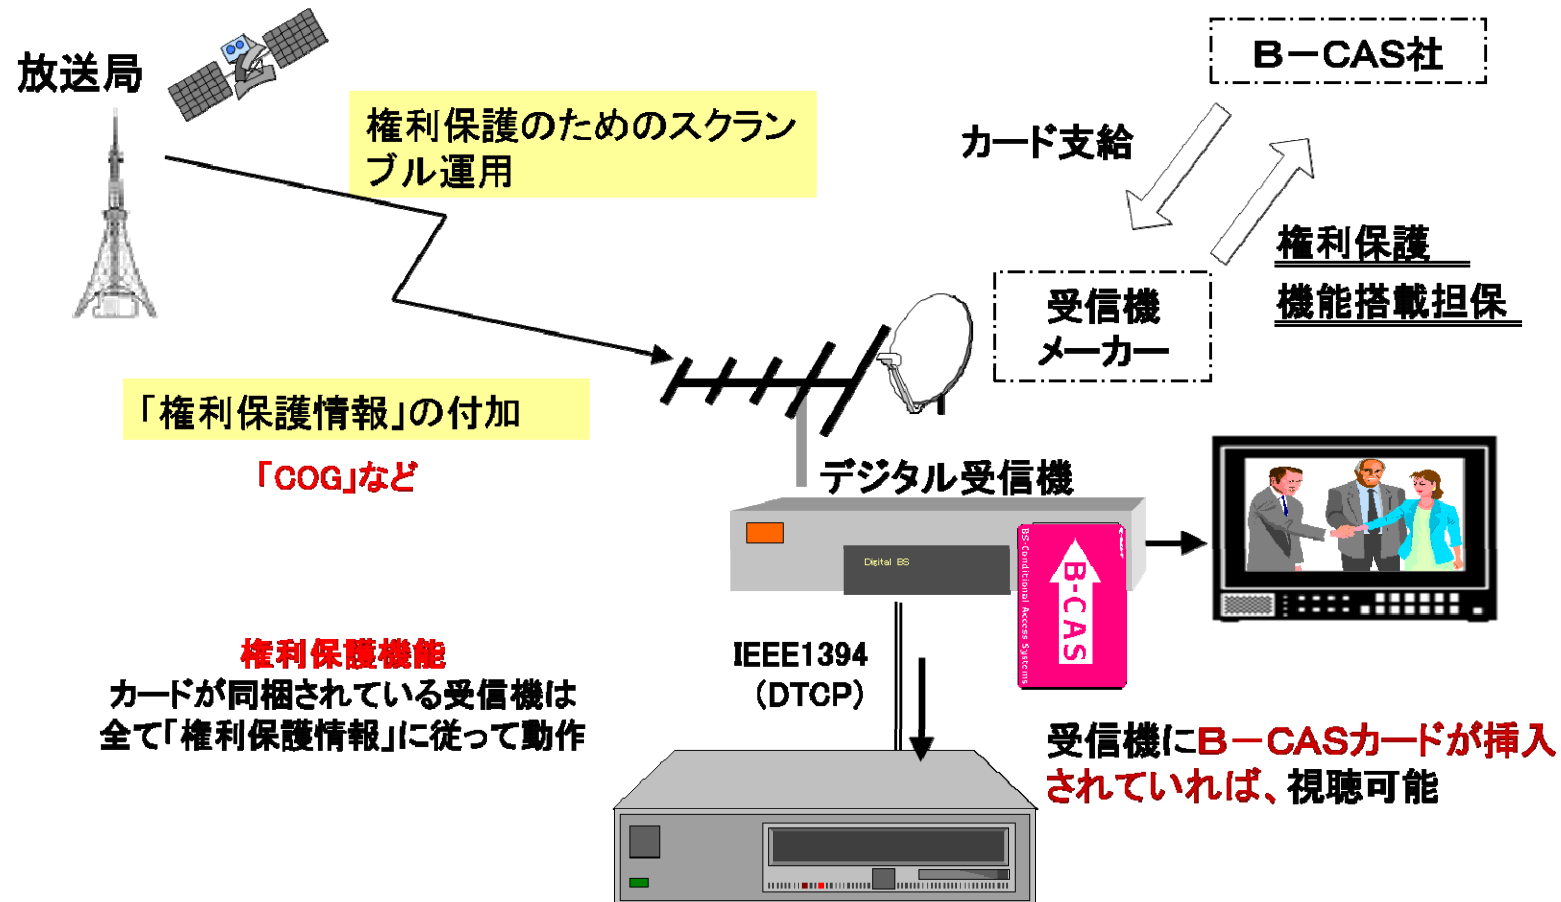 放送局
B－CAS社
権利保護のためのスクラン
ブル運用
カード支給
権利保護
機能搭載担保
受信機
メーカー
「権利保護情報」の付加
「COG」など
デジタル受信機
Digital BS
B-CAS
BS-Conditional Access Systems
権利保護機能
カードが同梱されている受信機は
全て「権利保護情報」に従って動作
IEEE1394
（DTCP）
受信機にB－CASカードが挿入
されていれば、視聴可能